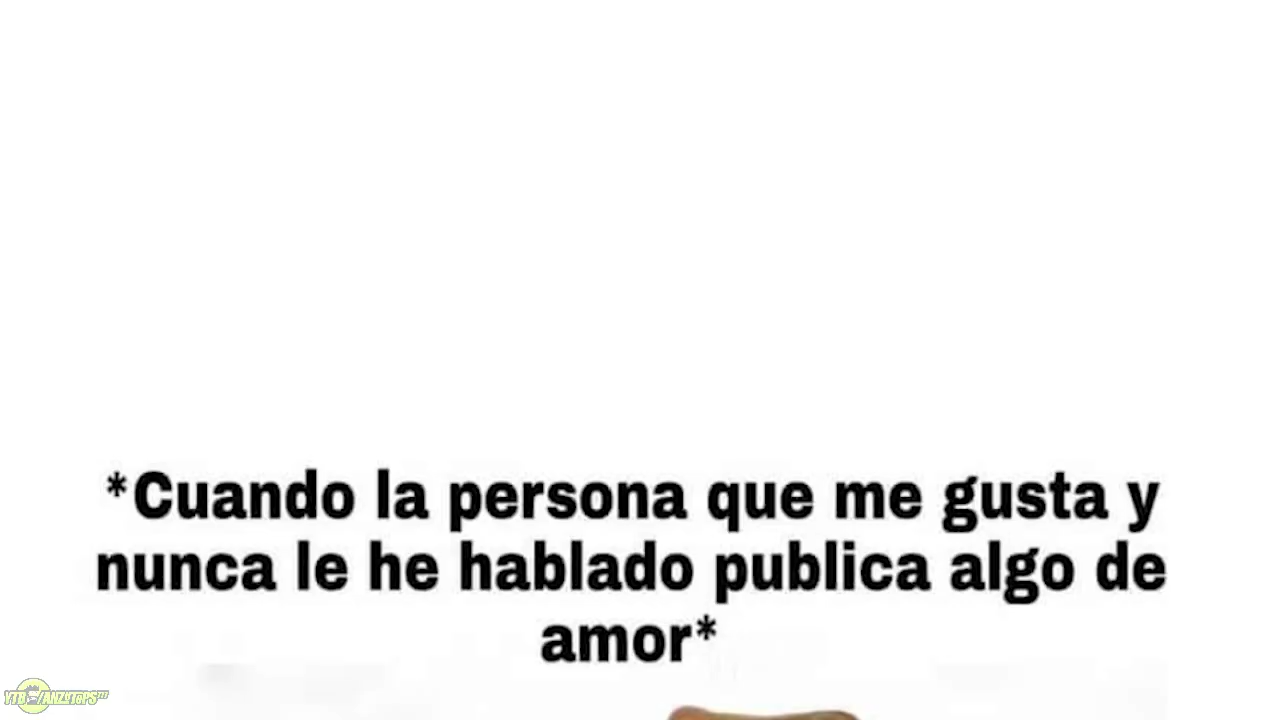 *Cuando la persona que me gusta y
nunca le he hablado publica algo de
amor*